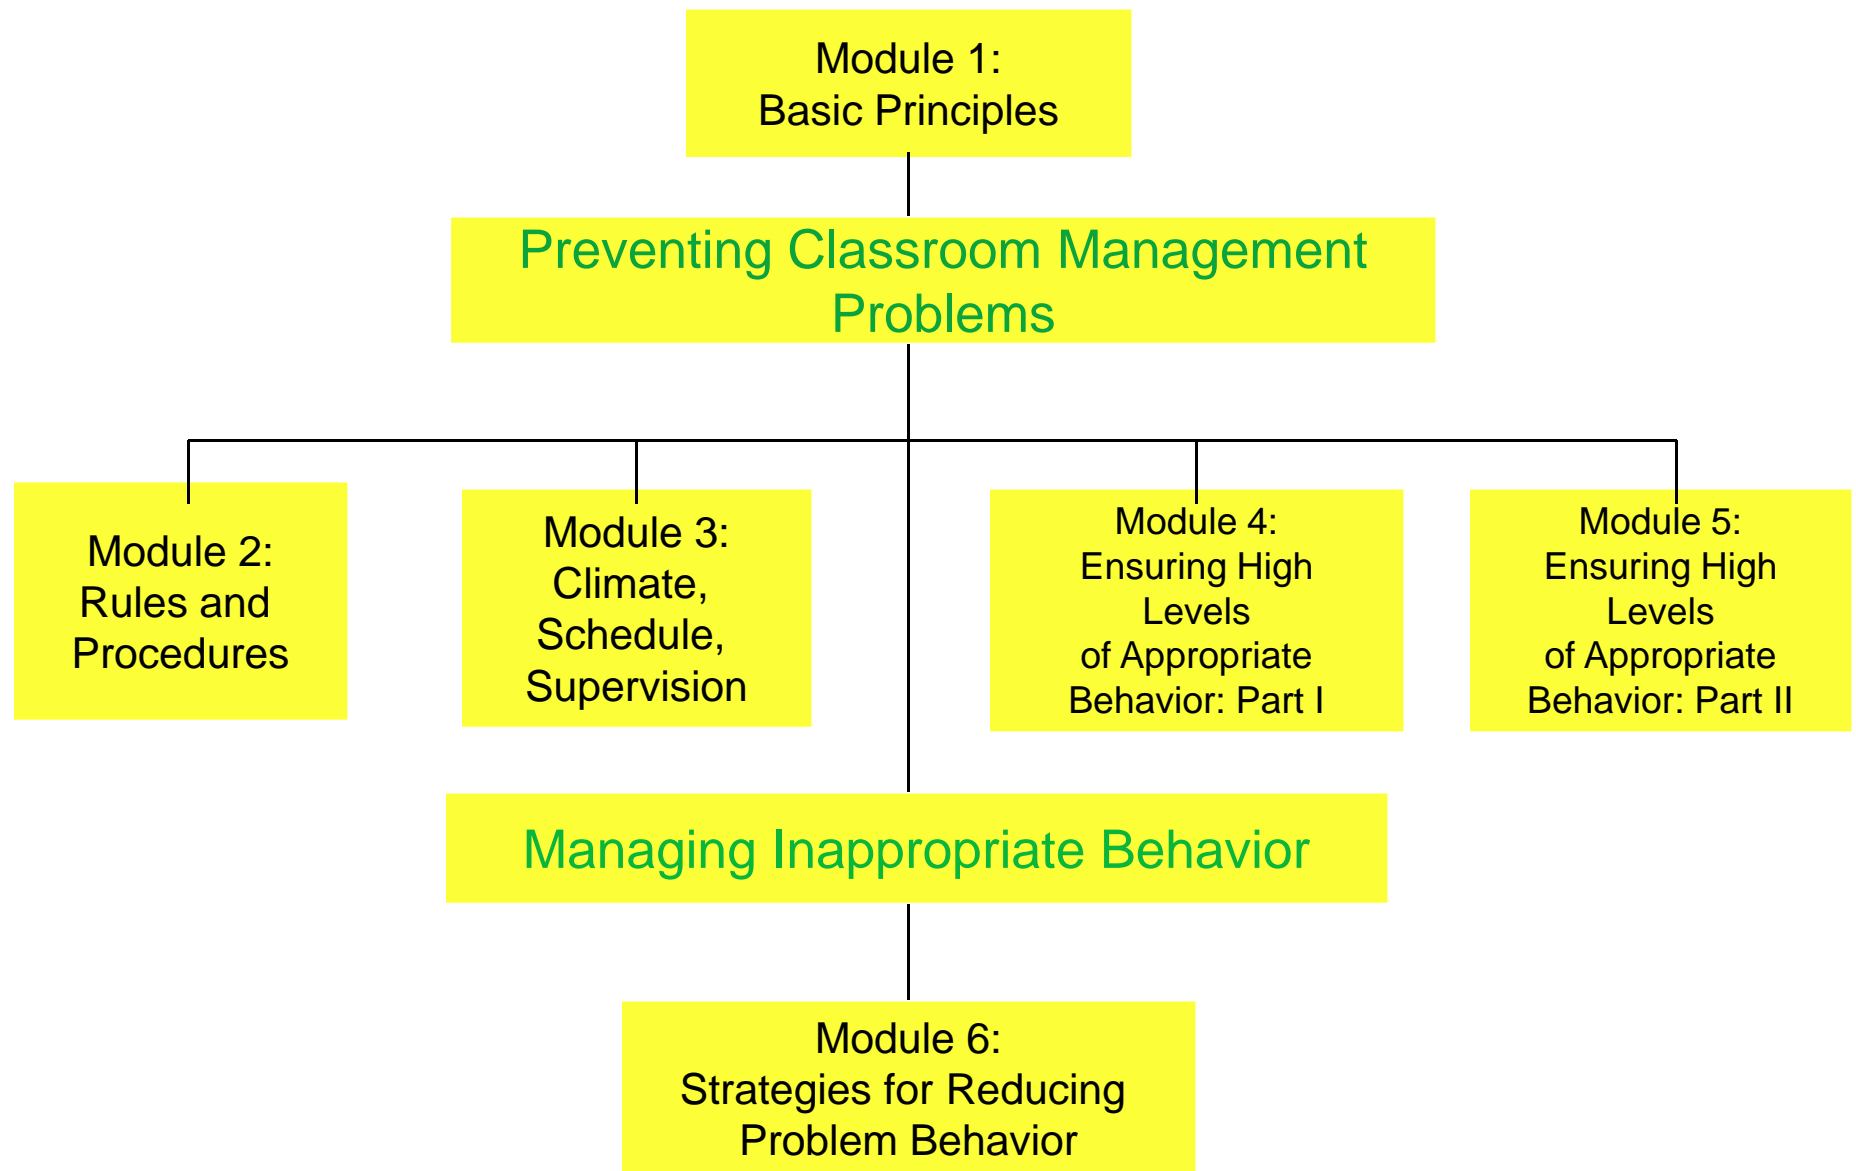 Module 1:
Basic Principles
Preventing Classroom Management
Problems
Module 2:
Rules and
Procedures
Module 3:
Climate,
Schedule,
Supervision
Module 4:
Ensuring High
Levels
of Appropriate
Behavior: Part I
Module 5:
Ensuring High
Levels
of Appropriate
Behavior: Part II
Managing Inappropriate Behavior
Module 6:
Strategies for Reducing
Problem Behavior